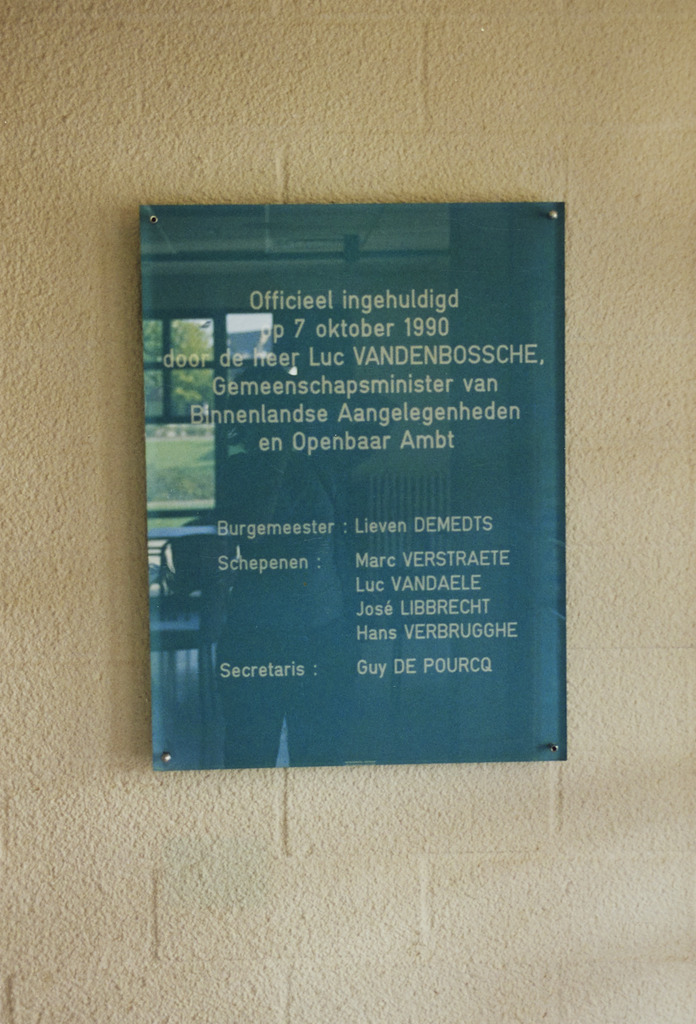 Officieel ingehuldigd
op 7 oktober 1990
door de heer Luc VANDENBOSSCHE,
Gemeenschapsminister van
Binnenlandse Aangelegenheden
en Openbaar Ambt
Burgemeester : Lieven DEMEDTS
Schepenen : Marc VERSTRAETE
Luc VANDAELE
José LIBBRECHT
Hans VERBRUGGHE
Secretaris : Guy DE POURCQ